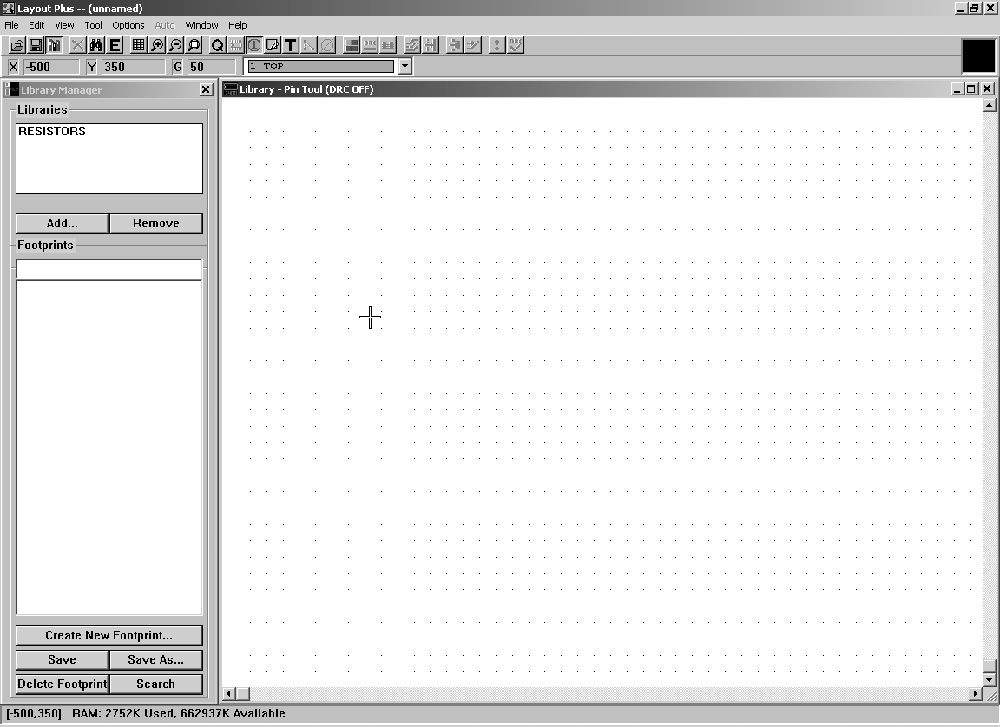 Layout Plus -- (unnamed)
File Edit View Tool Options Auto Window Help
E Q T
X -500 Y 350 G 50 1 TOP
Library Manager
Library - Pin Tool (DRC OFF)
Libraries
RESISTORS
Add... Remove
Footprints
Create New Footprint...
Save Save As...
Delete Footprint Search
[-500,350] RAM: 2752K Used, 662937K Available